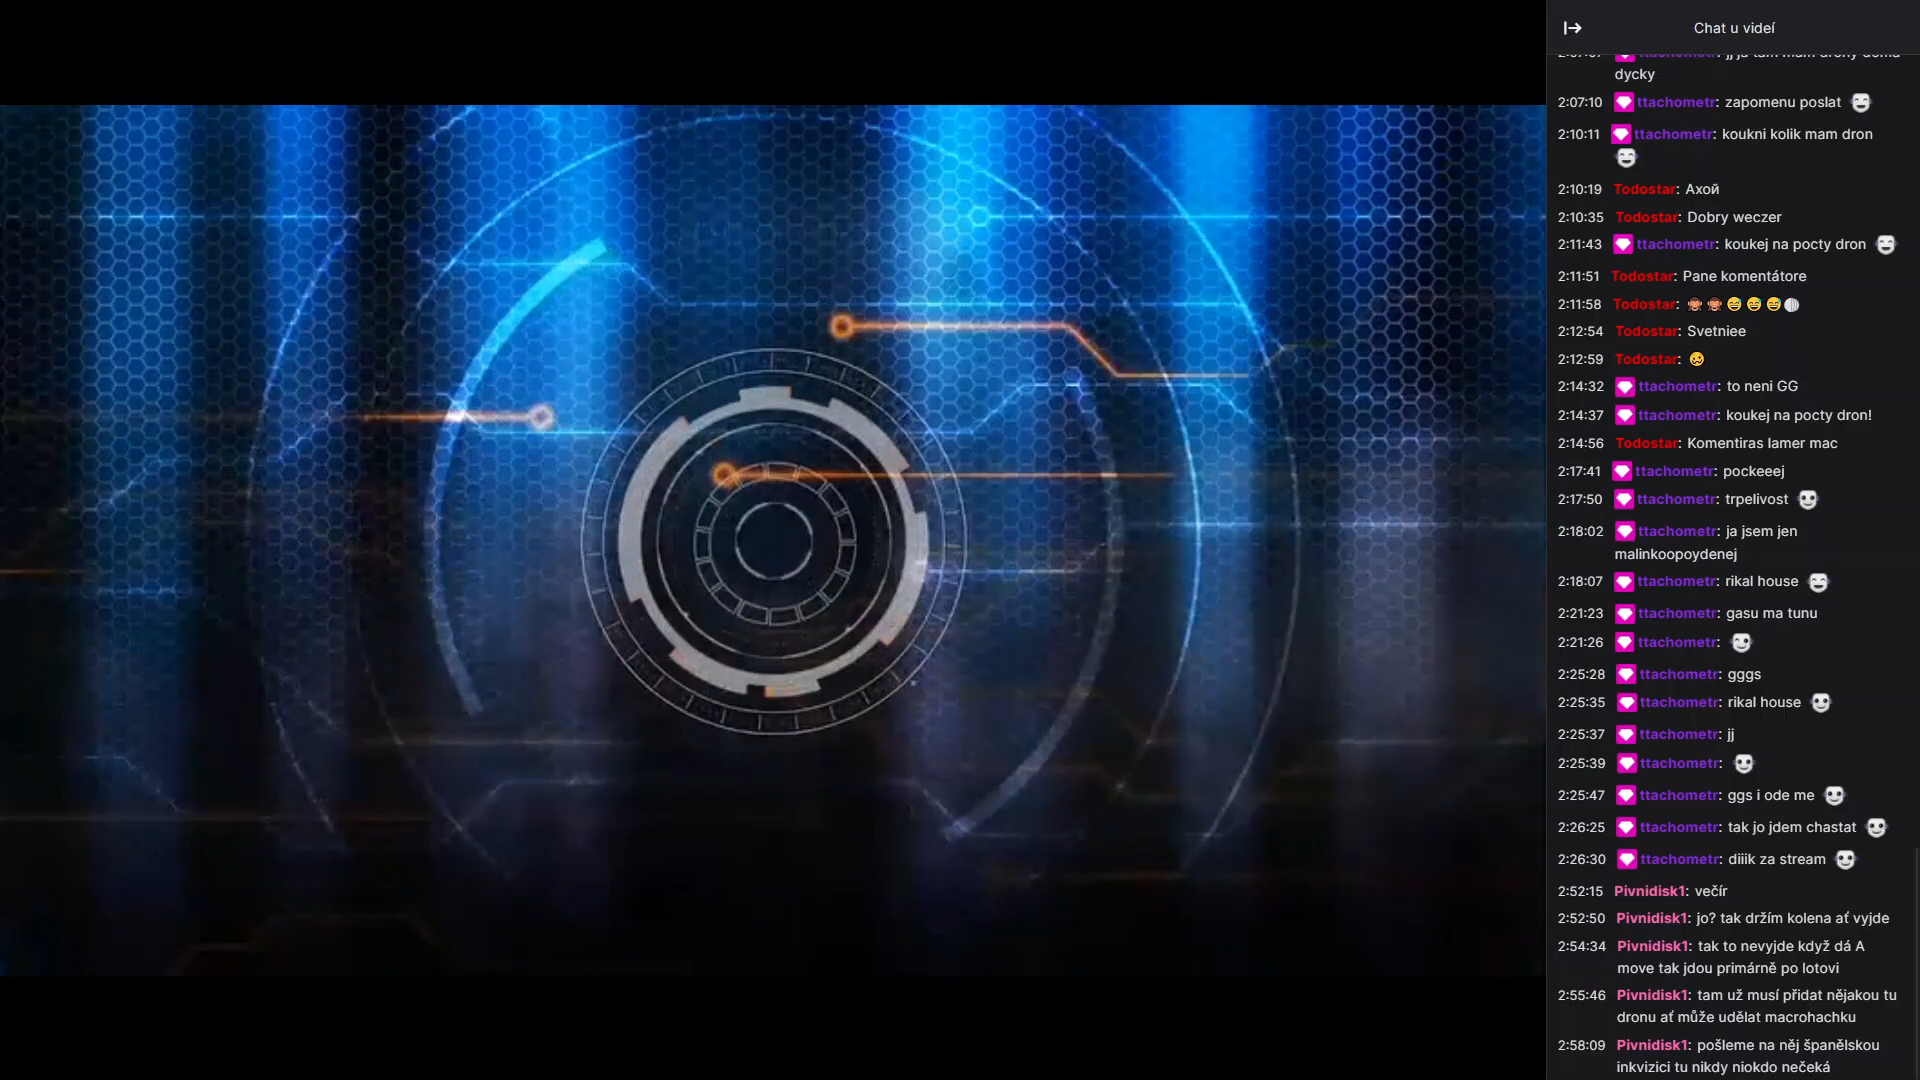 Chat u videí
2:07:07 ttachometr: jj ja tam mam drony doma
dycky
2:07:10 ttachometr: zapomenu poslat
2:10:11 ttachometr: koukni kolik mam dron
2:10:19 Todostar: Ахой
2:10:35 Todostar: Dobry weczer
2:11:43 ttachometr: koukej na pocty dron
2:11:51 Todostar: Pane komentátore
2:11:58 Todostar: 🙈🙈😅😅😅
2:12:54 Todostar: Svetniee
2:12:59 Todostar: 🥴
2:14:32 ttachometr: to neni GG
2:14:37 ttachometr: koukej na pocty dron!
2:14:56 Todostar: Komentiras lamer mac
2:17:41 ttachometr: pockeeej
2:17:50 ttachometr: trpelivost
2:18:02 ttachometr: ja jsem jen
malinkoopoydenej
2:18:07 ttachometr: rikal house
2:21:23 ttachometr: gasu ma tunu
2:21:26 ttachometr:
2:25:28 ttachometr: gggs
2:25:35 ttachometr: rikal house
2:25:37 ttachometr: jj
2:25:39 ttachometr:
2:25:47 ttachometr: ggs i ode me
2:26:25 ttachometr: tak jo jdem chastat
2:26:30 ttachometr: diiik za stream
2:52:15 Pivnidisk1: večír
2:52:50 Pivnidisk1: jo? tak držím kolena ať vyjde
2:54:34 Pivnidisk1: tak to nevyjde když dá A
move tak jdou primárně po lotovi
2:55:46 Pivnidisk1: tam už musí přidat nějakou tu
dronu ať může udělat macrohachku
2:58:09 Pivnidisk1: pošleme na něj španělskou
inkvizici tu nikdy niokdo nečeká